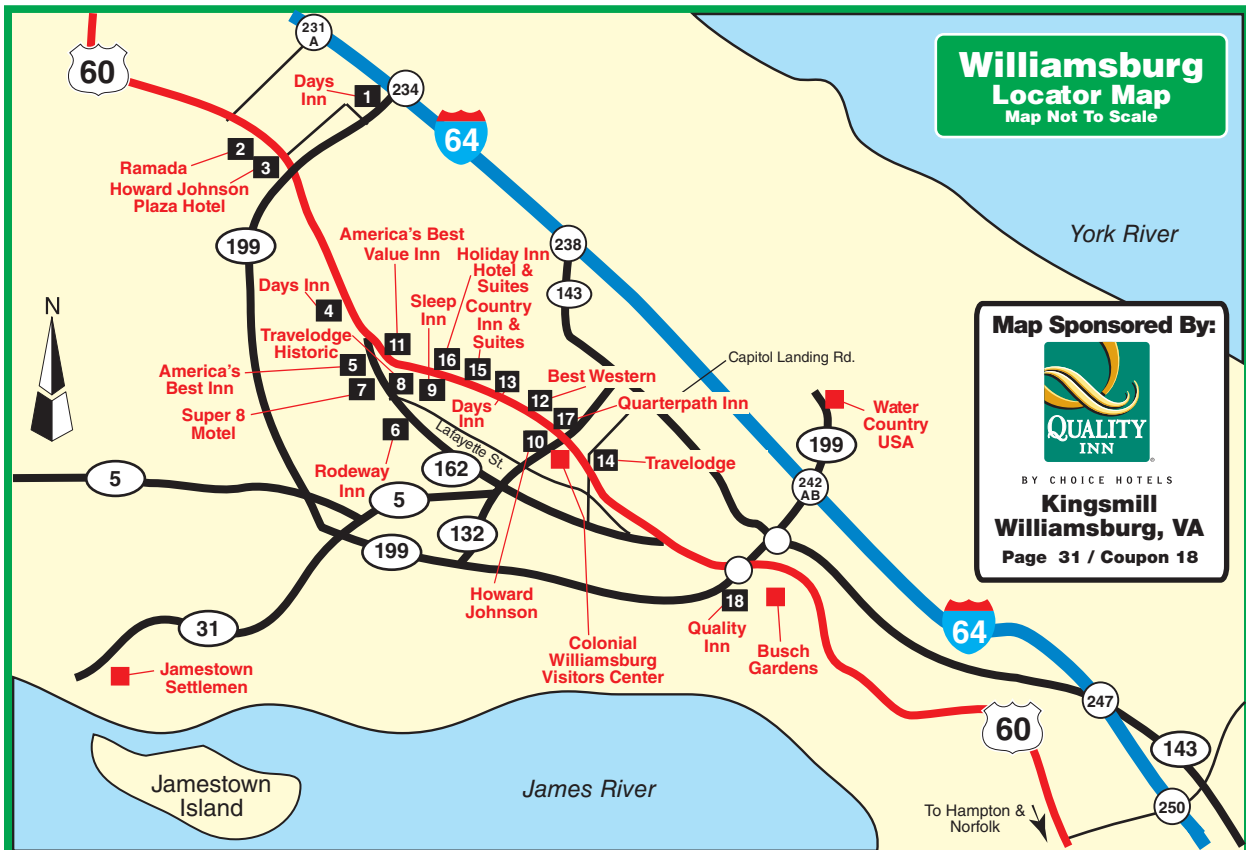 Williamsburg
Locator Map
Map Not To Scale
231
A
60
Days
Inn
1
234
64
2
3
Ramada
Howard Johnson
Plaza Hotel
199
York River
238
143
America's Best
Value Inn
Holiday Inn
Hotel &
Suites
Sleep
Inn
Country
Inn &
Suites
N
Days Inn
4
Travelodge
Historic
11
16
15
13
5
8
9
7
12
17
10
6
14
America's
Best Inn
Super 8
Motel
Rodeway
Inn
Days
Inn
Best Western
Quarterpath Inn
Travelodge
Capitol Landing Rd.
Lafayette St.
Water
Country
USA
199
242
AB
162
5
5
132
199
31
Howard
Johnson
Colonial
Williamsburg
Visitors Center
18
Quality
Inn
Busch
Gardens
Jamestown
Settlemen
64
247
60
143
250
To Hampton &
Norfolk
Jamestown
Island
James River
Map Sponsored By:
QUALITY
INN
BY CHOICE HOTELS
Kingsmill
Williamsburg, VA
Page 31 / Coupon 18